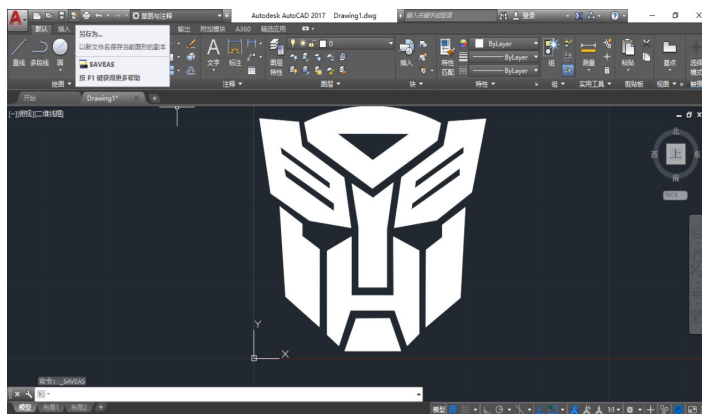 草图与注释
Autodesk AutoCAD 2017 Drawing1.dwg
键入关键字或短语
登录
默认 插入
输出 附加模块 A360 精选应用
另存为...
以新文件名保存当前图形的副本
SAVEAS
按 F1 键获得更多帮助
直线 多段线 圆
文字 标注
图层
特性
0
插入
特性
匹配
ByLayer
ByLayer
ByLayer
组
测量
粘贴
基点
选择
模式
绘图
注释
图层
块
特性
组
实用工具
剪贴板
视图
触摸
开始
Drawing1*
[-][俯视][二维线框]
北
西 上 东
南
WCS
Y
X
命令: _SAVEAS
模型 布局1 布局2 +
模型
1:1